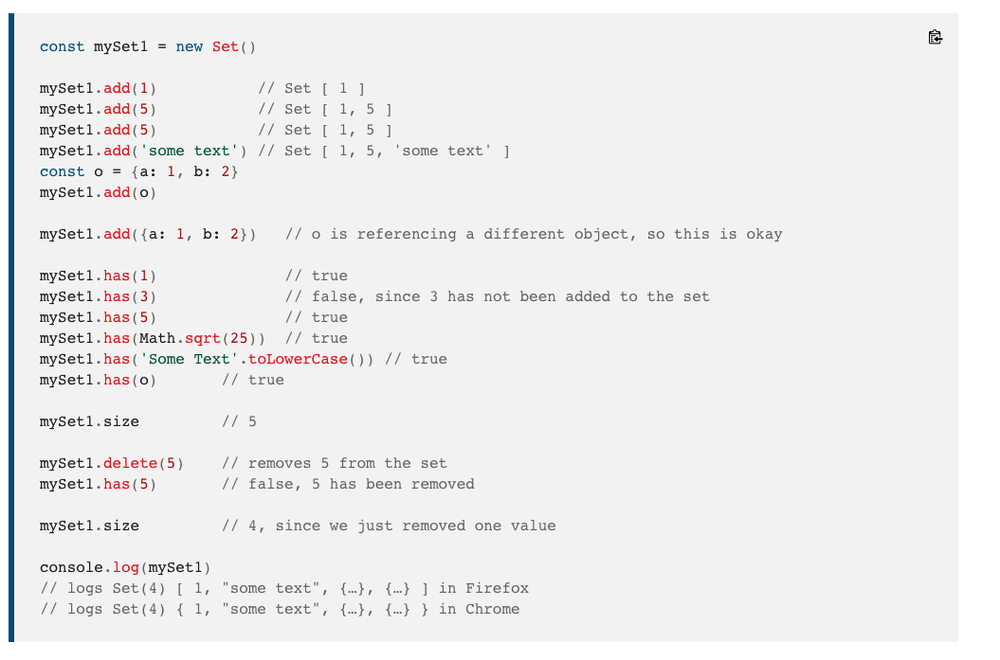 const mySet1 = new Set()
mySet1.add(1)           // Set [ 1 ]
mySet1.add(5)           // Set [ 1, 5 ]
mySet1.add(5)           // Set [ 1, 5 ]
mySet1.add('some text') // Set [ 1, 5, 'some text' ]
const o = {a: 1, b: 2}
mySet1.add(o)
mySet1.add({a: 1, b: 2})   // o is referencing a different object, so this is okay
mySet1.has(1)              // true
mySet1.has(3)              // false, since 3 has not been added to the set
mySet1.has(5)              // true
mySet1.has(Math.sqrt(25))  // true
mySet1.has('Some Text'.toLowerCase()) // true
mySet1.has(o)       // true
mySet1.size         // 5
mySet1.delete(5)    // removes 5 from the set
mySet1.has(5)       // false, 5 has been removed
mySet1.size         // 4, since we just removed one value
console.log(mySet1)
// logs Set(4) [ 1, "some text", {…}, {…} ] in Firefox
// logs Set(4) { 1, "some text", {…}, {…} } in Chrome